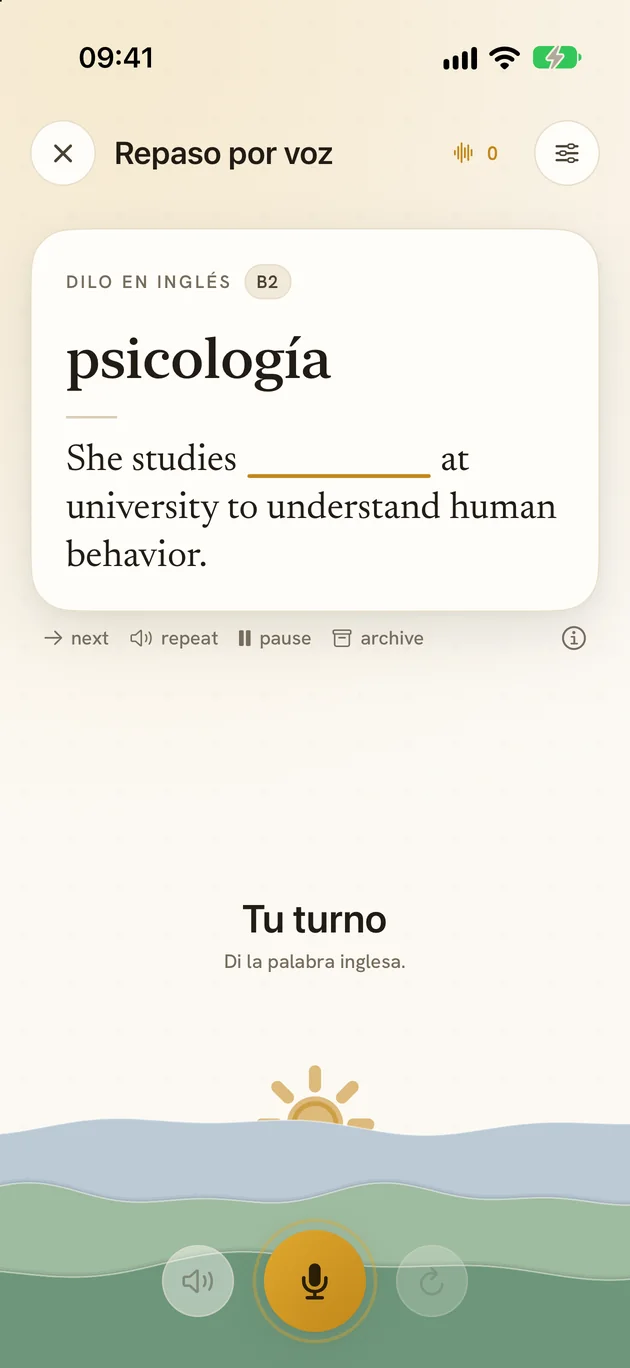 09:41
Repaso por voz
0
DILO EN INGLÉS B2
psicología
She studies __________ at
university to understand human
behavior.
next repeat pause archive
Tu turno
Di la palabra inglesa.